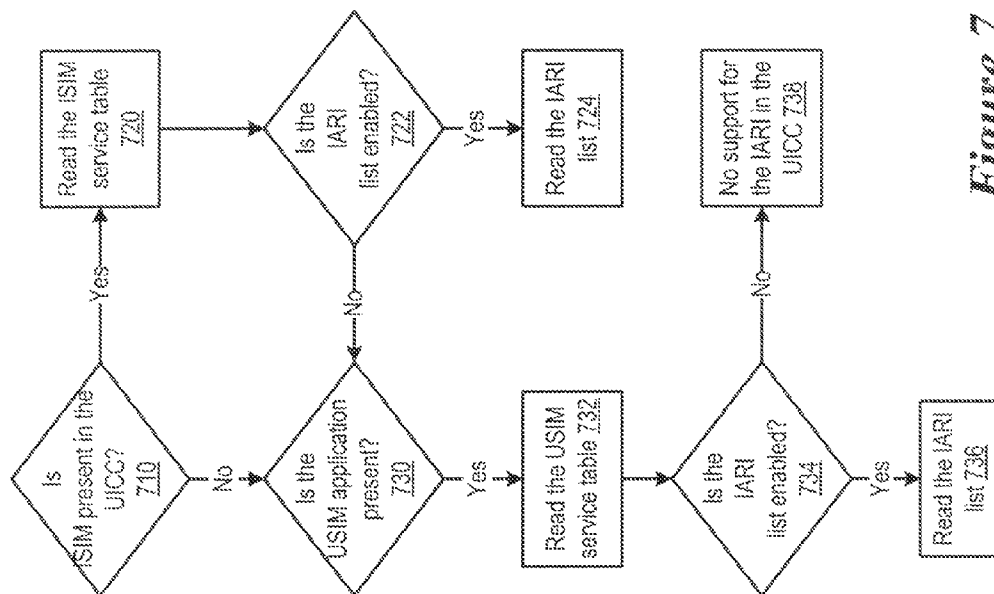 Is
ISIM present in the
UICC?
710
Yes
Read the ISIM
service table
720
No
Is the
IARI
list enabled?
722
Yes
Read the IARI
list 724
No
Is the
USIM application
present?
730
Yes
Read the USIM
service table 732
Is the
IARI
list enabled?
734
No
No support for
the IARI in the
UICC 738
Yes
Read the IARI
list 736
Figure 7